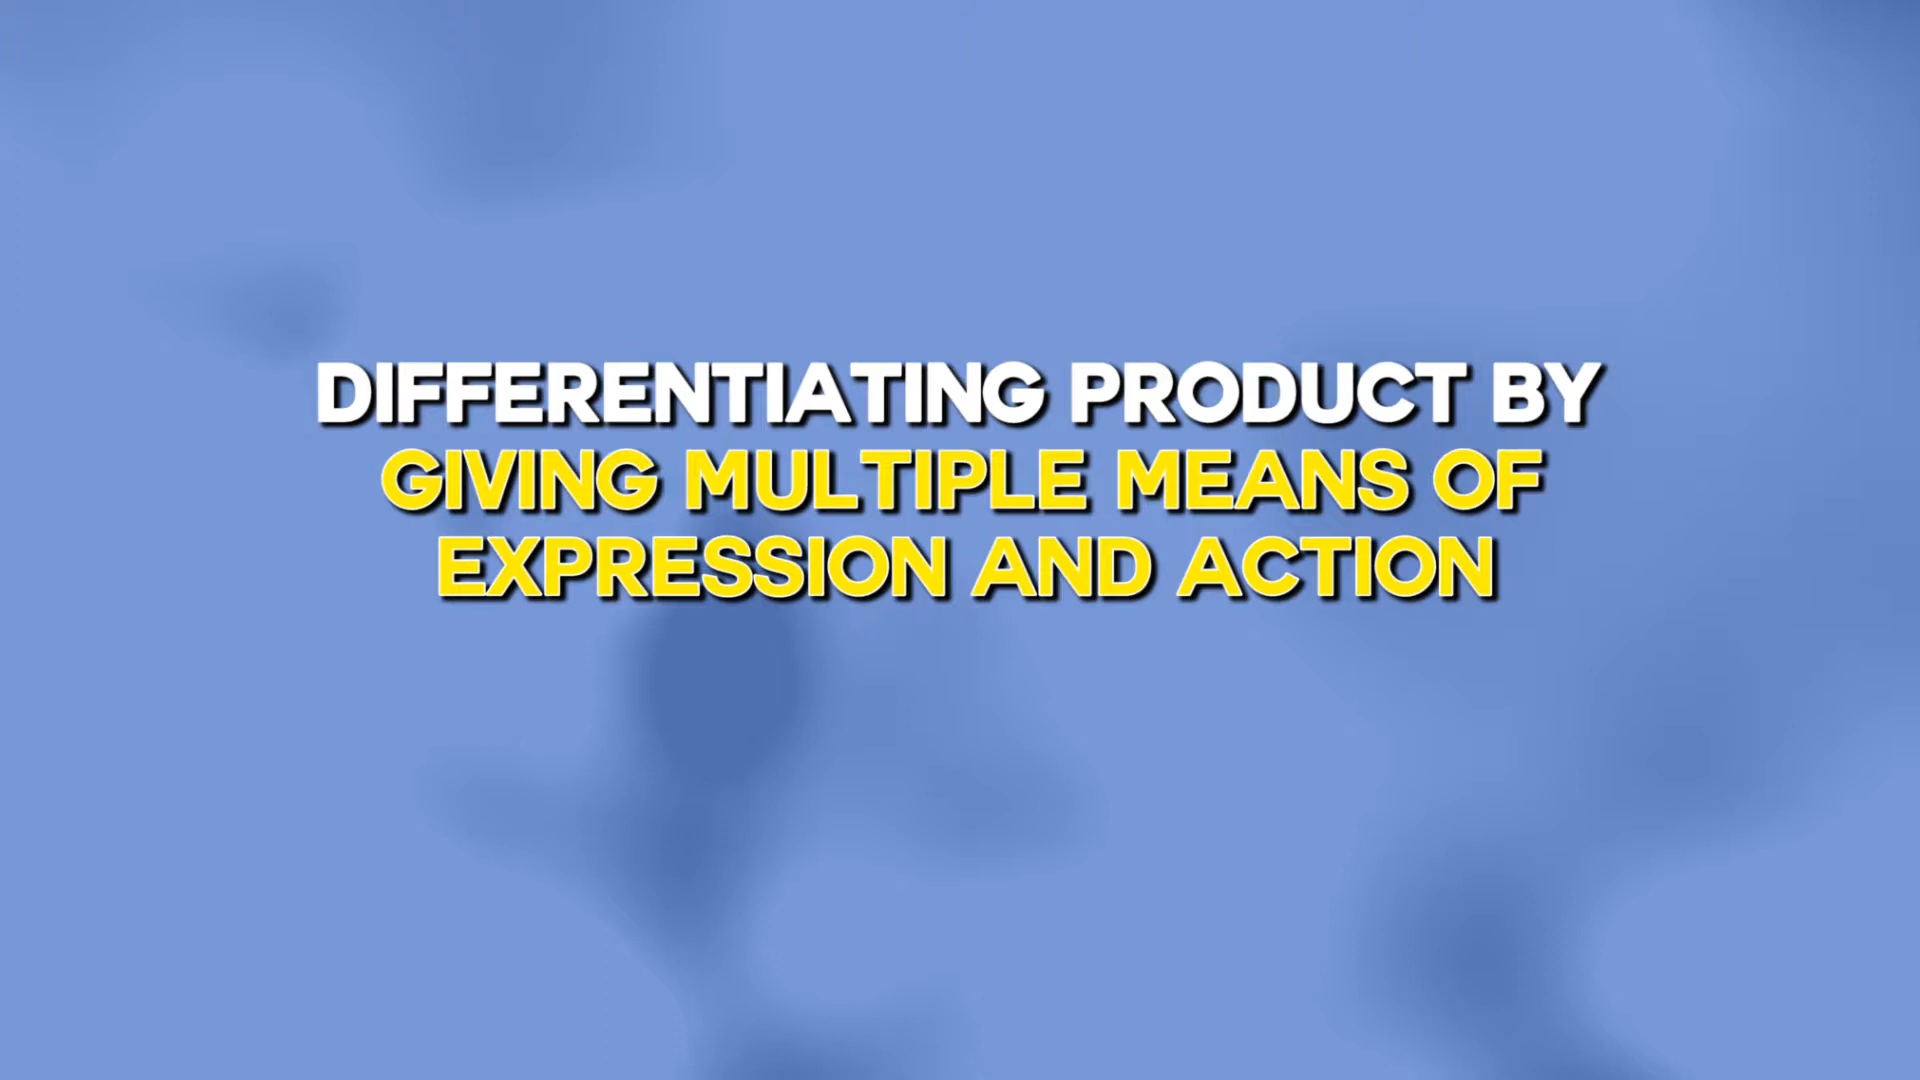 DIFFERENTIATING PRODUCT BY
GIVING MULTIPLE MEANS OF
EXPRESSION AND ACTION